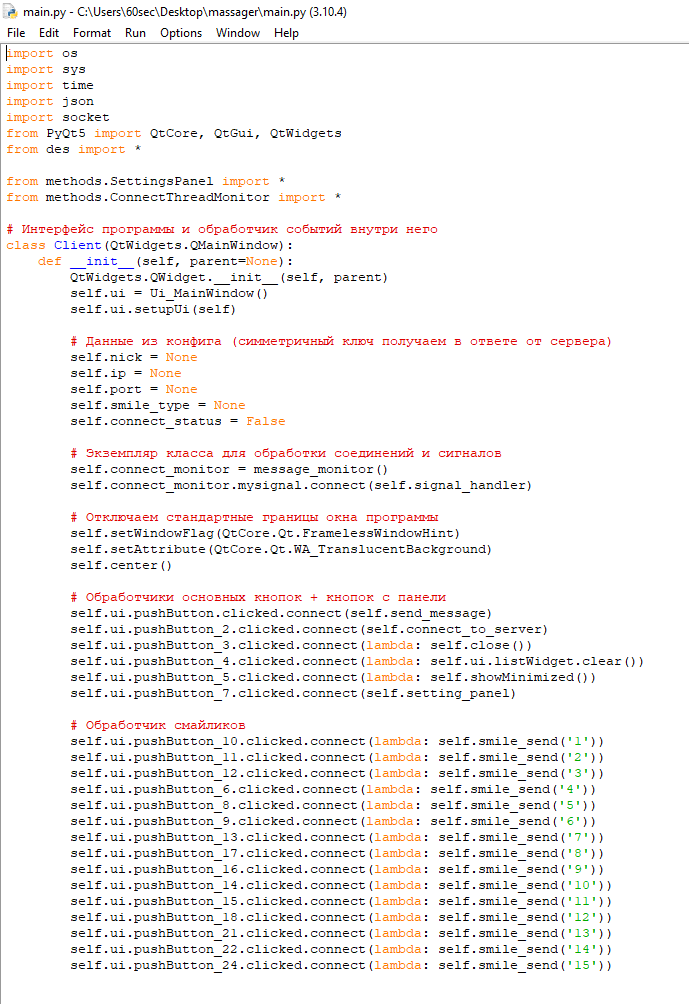 main.py - C:\Users\60sec\Desktop\massager\main.py (3.10.4)
File Edit Format Run Options Window Help
import os
import sys
import time
import json
import socket
from PyQt5 import QtCore, QtGui, QtWidgets
from des import *

from methods.SettingsPanel import *
from methods.ConnectThreadMonitor import *

# Интерфейс программы и обработчик событий внутри него
class Client(QtWidgets.QMainWindow):
    def __init__(self, parent=None):
        QtWidgets.QWidget.__init__(self, parent)
        self.ui = Ui_MainWindow()
        self.ui.setupUi(self)

        # Данные из конфига (симметричный ключ получаем в ответе от сервера)
        self.nick = None
        self.ip = None
        self.port = None
        self.smile_type = None
        self.connect_status = False

        # Экземпляр класса для обработки соединений и сигналов
        self.connect_monitor = message_monitor()
        self.connect_monitor.mysignal.connect(self.signal_handler)

        # Отключаем стандартные границы окна программы
        self.setWindowFlag(QtCore.Qt.FramelessWindowHint)
        self.setAttribute(QtCore.Qt.WA_TranslucentBackground)
        self.center()

        # Обработчики основных кнопок + кнопок с панели
        self.ui.pushButton.clicked.connect(self.send_message)
        self.ui.pushButton_2.clicked.connect(self.connect_to_server)
        self.ui.pushButton_3.clicked.connect(lambda: self.close())
        self.ui.pushButton_4.clicked.connect(lambda: self.ui.listWidget.clear())
        self.ui.pushButton_5.clicked.connect(lambda: self.showMinimized())
        self.ui.pushButton_7.clicked.connect(self.setting_panel)

        # Обработчик смайликов
        self.ui.pushButton_10.clicked.connect(lambda: self.smile_send('1'))
        self.ui.pushButton_11.clicked.connect(lambda: self.smile_send('2'))
        self.ui.pushButton_12.clicked.connect(lambda: self.smile_send('3'))
        self.ui.pushButton_6.clicked.connect(lambda: self.smile_send('4'))
        self.ui.pushButton_8.clicked.connect(lambda: self.smile_send('5'))
        self.ui.pushButton_9.clicked.connect(lambda: self.smile_send('6'))
        self.ui.pushButton_13.clicked.connect(lambda: self.smile_send('7'))
        self.ui.pushButton_17.clicked.connect(lambda: self.smile_send('8'))
        self.ui.pushButton_16.clicked.connect(lambda: self.smile_send('9'))
        self.ui.pushButton_14.clicked.connect(lambda: self.smile_send('10'))
        self.ui.pushButton_15.clicked.connect(lambda: self.smile_send('11'))
        self.ui.pushButton_18.clicked.connect(lambda: self.smile_send('12'))
        self.ui.pushButton_21.clicked.connect(lambda: self.smile_send('13'))
        self.ui.pushButton_22.clicked.connect(lambda: self.smile_send('14'))
        self.ui.pushButton_24.clicked.connect(lambda: self.smile_send('15'))